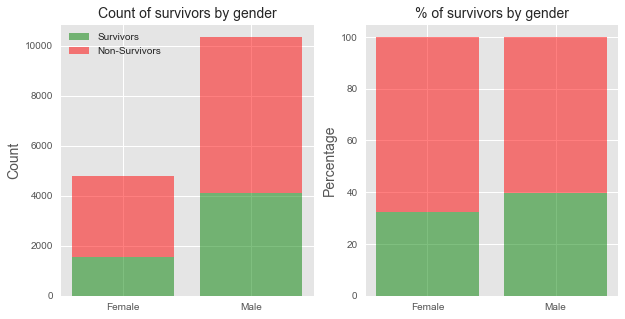 Count of survivors by gender
Survivors
Non-Survivors
Count
10000
8000
6000
4000
2000
0
Female
Male
% of survivors by gender
Percentage
100
80
60
40
20
0
Female
Male